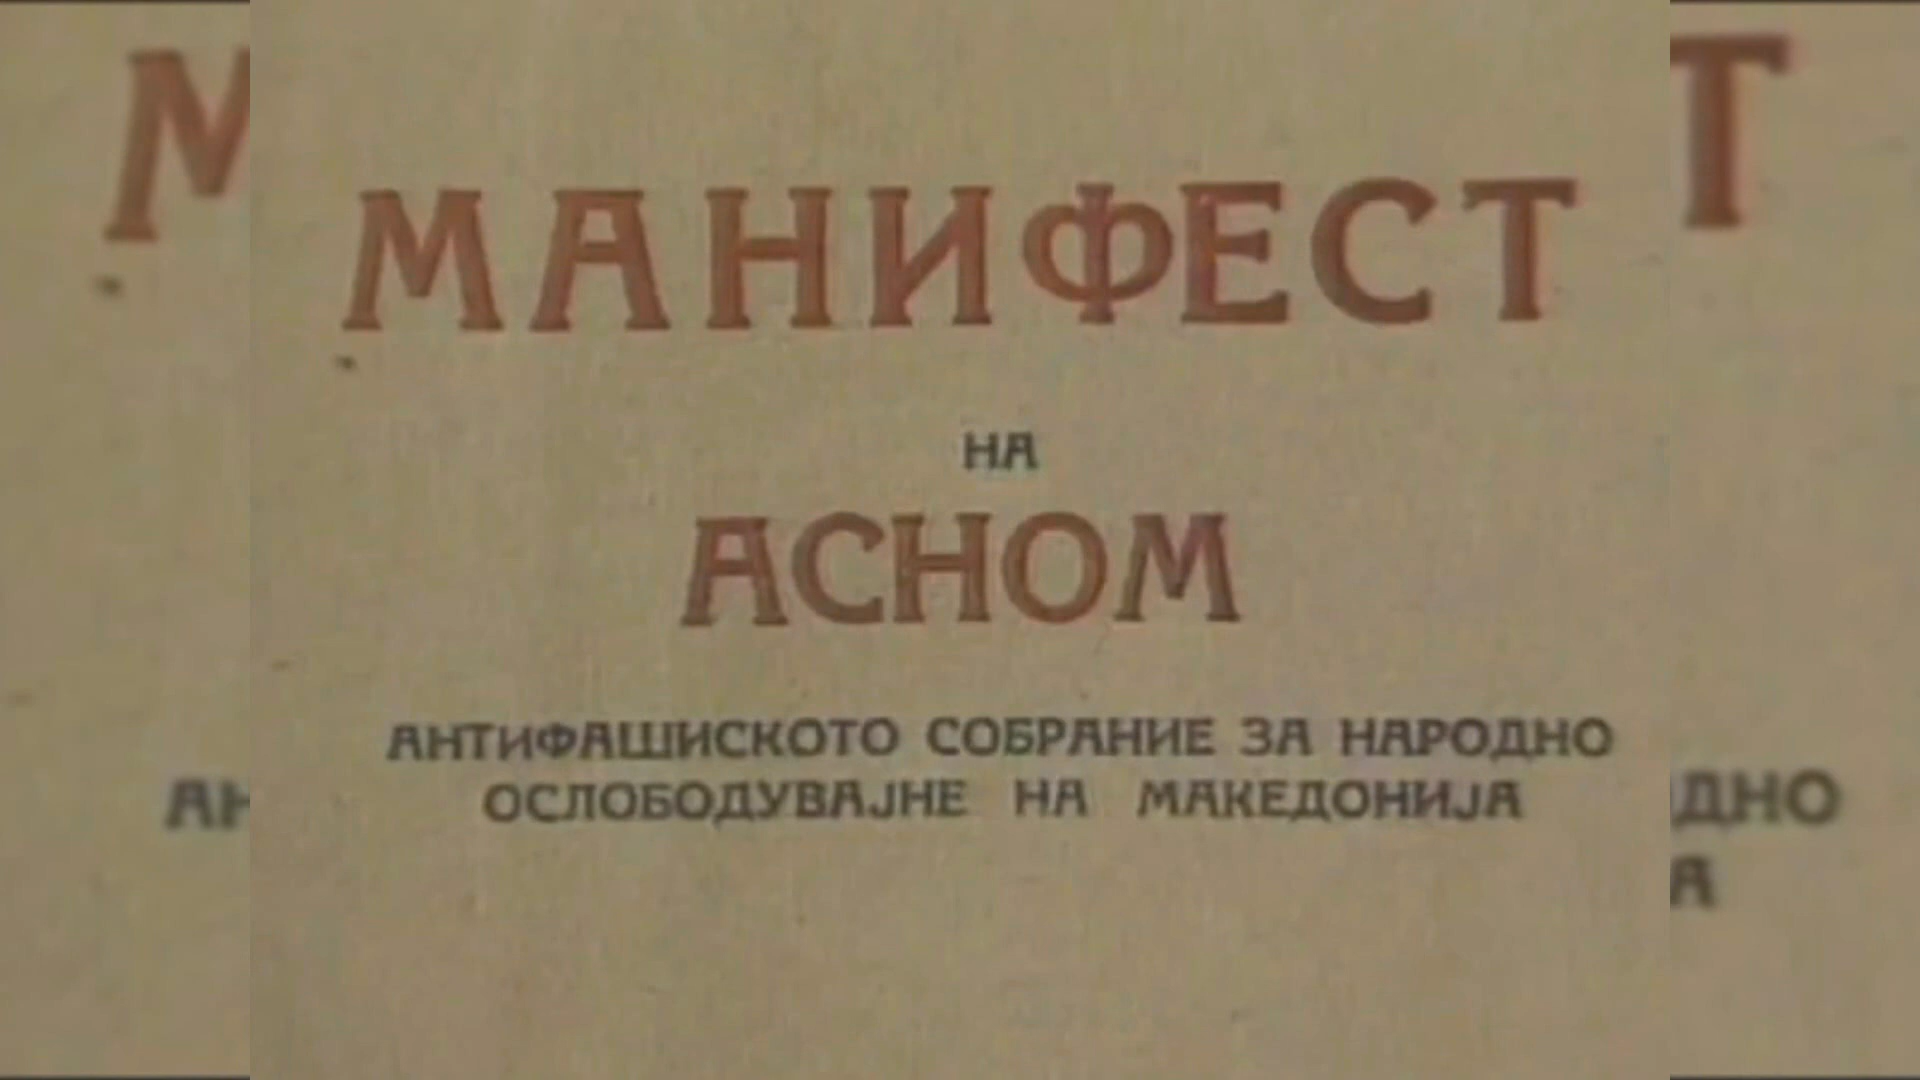 МАНИФЕСТ
НА
АСНОМ
АНТИФАШИСКОТО СОБРАНИЕ ЗА НАРОДНО
ОСЛОБОДУВАЈНЕ НА МАКЕДОНИЈА